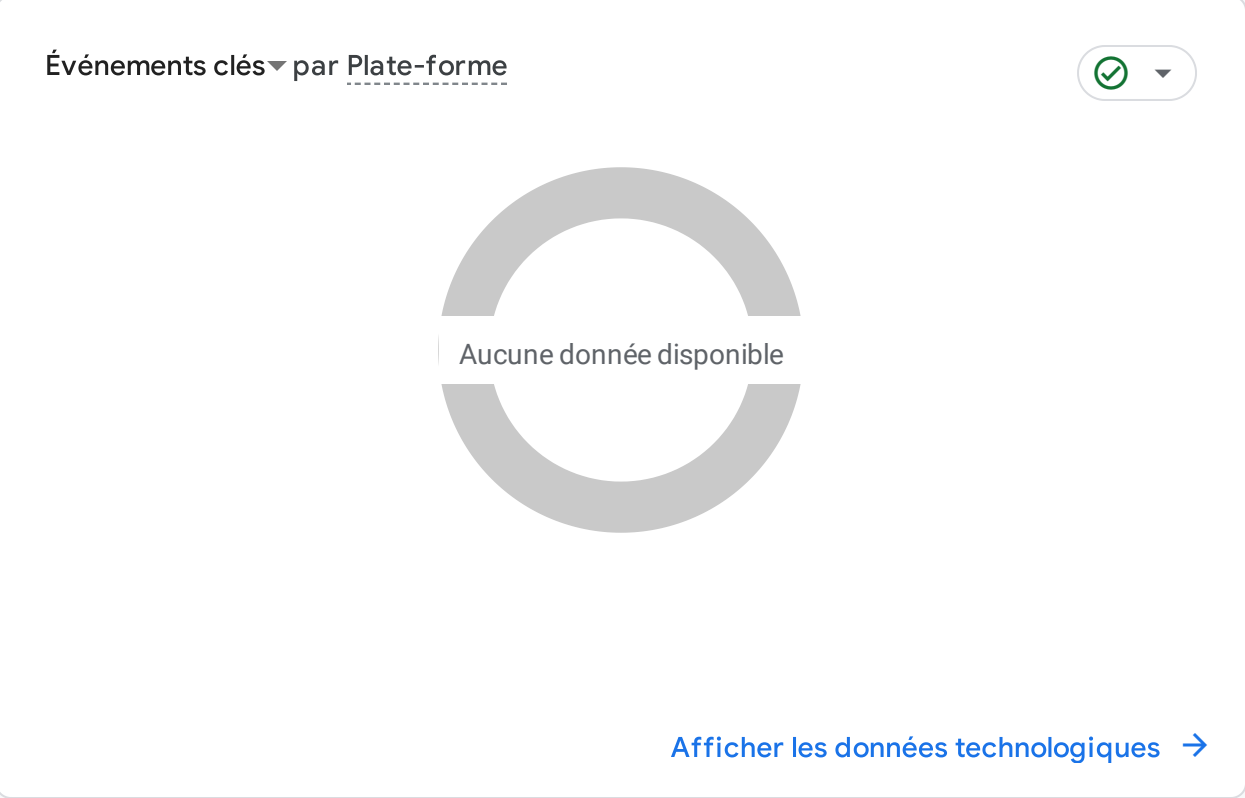 Événements clés par Plate-forme
Aucune donnée disponible
Afficher les données technologiques